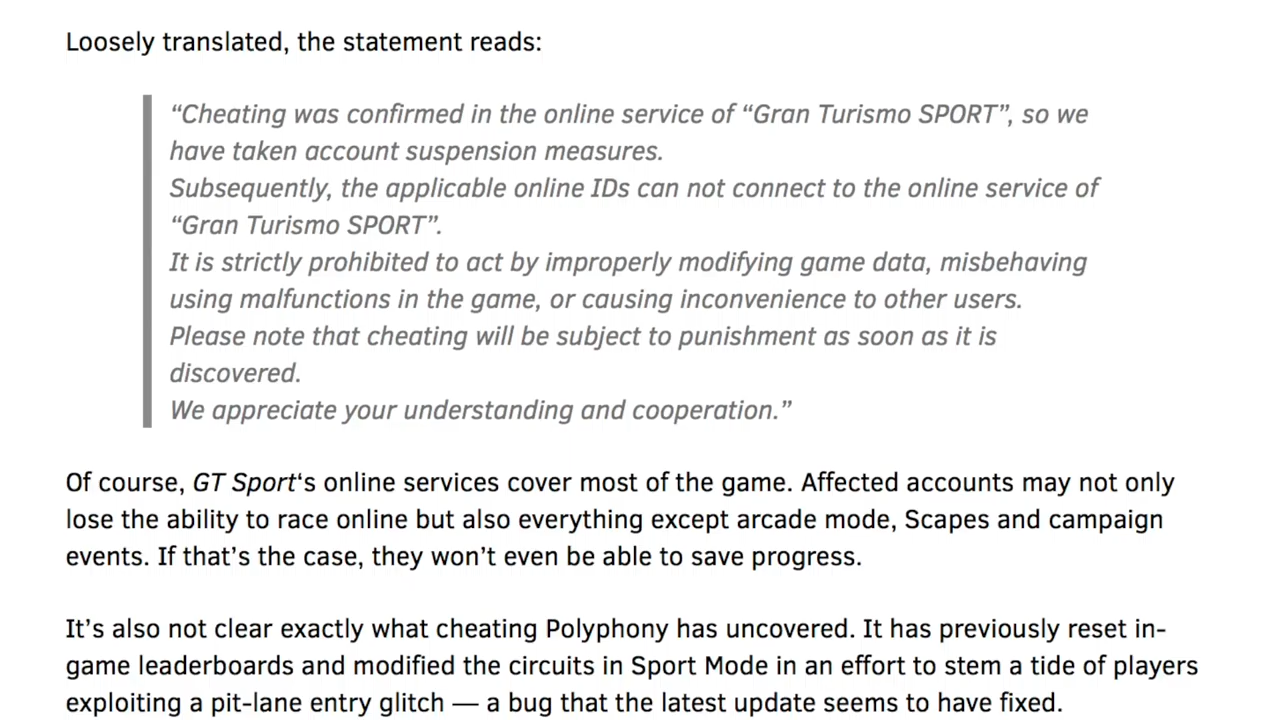 Loosely translated, the statement reads:
“Cheating was confirmed in the online service of “Gran Turismo SPORT”, so we
have taken account suspension measures.
Subsequently, the applicable online IDs can not connect to the online service of
“Gran Turismo SPORT”.
It is strictly prohibited to act by improperly modifying game data, misbehaving
using malfunctions in the game, or causing inconvenience to other users.
Please note that cheating will be subject to punishment as soon as it is
discovered.
We appreciate your understanding and cooperation.”
Of course, GT Sport‘s online services cover most of the game. Affected accounts may not only
lose the ability to race online but also everything except arcade mode, Scapes and campaign
events. If that’s the case, they won’t even be able to save progress.
It’s also not clear exactly what cheating Polyphony has uncovered. It has previously reset in-
game leaderboards and modified the circuits in Sport Mode in an effort to stem a tide of players
exploiting a pit-lane entry glitch — a bug that the latest update seems to have fixed.